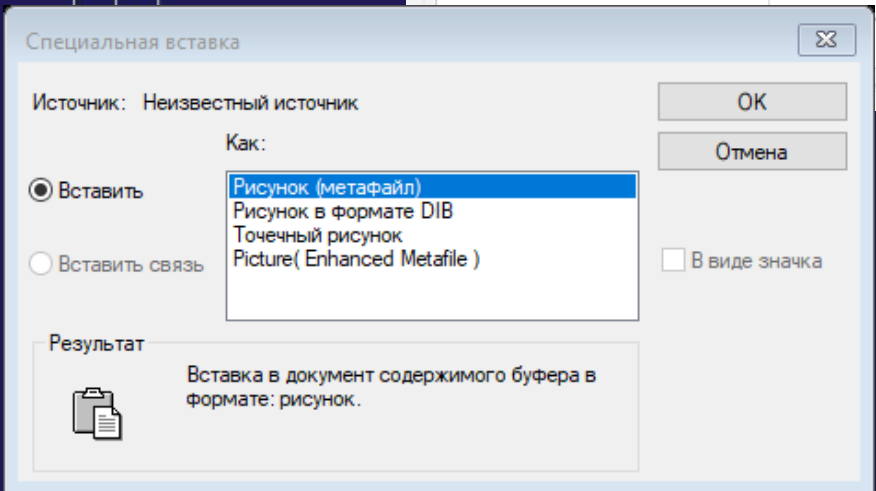 Специальная вставка
Источник: Неизвестный источник
OK
Как:
Отмена
Вставить
Рисунок (метафайл)
Рисунок в формате DIB
Точечный рисунок
Picture( Enhanced Metafile )
Вставить связь
В виде значка
Результат
Вставка в документ содержимого буфера в
формате: рисунок.